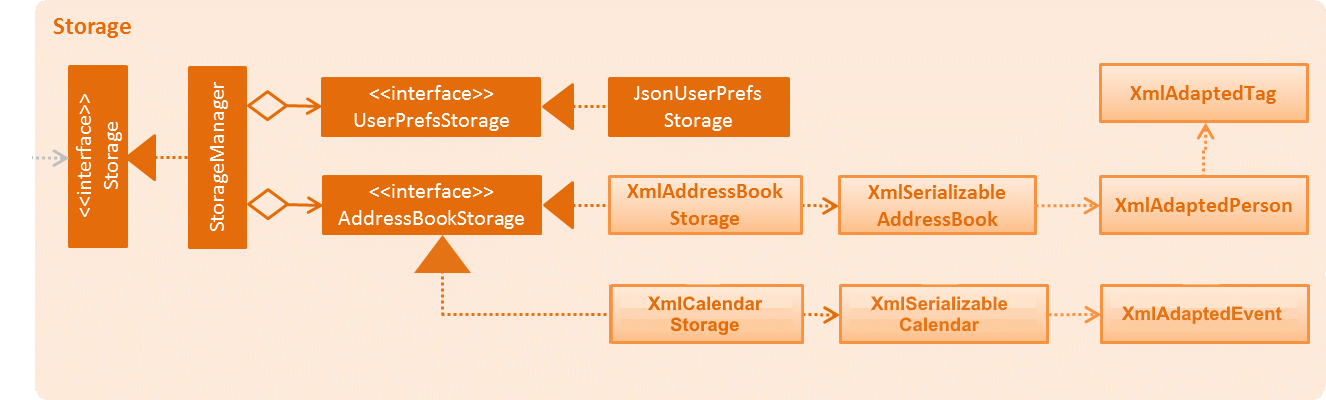 Storage
<<interface>>
Storage
StorageManager
<<interface>>
UserPrefsStorage
JsonUserPrefs
Storage
XmlAdaptedTag
<<interface>>
AddressBookStorage
XmlAddressBook
Storage
XmlSerializable
AddressBook
XmlAdaptedPerson
XmlCalendar
Storage
XmlSerializable
Calendar
XmlAdaptedEvent